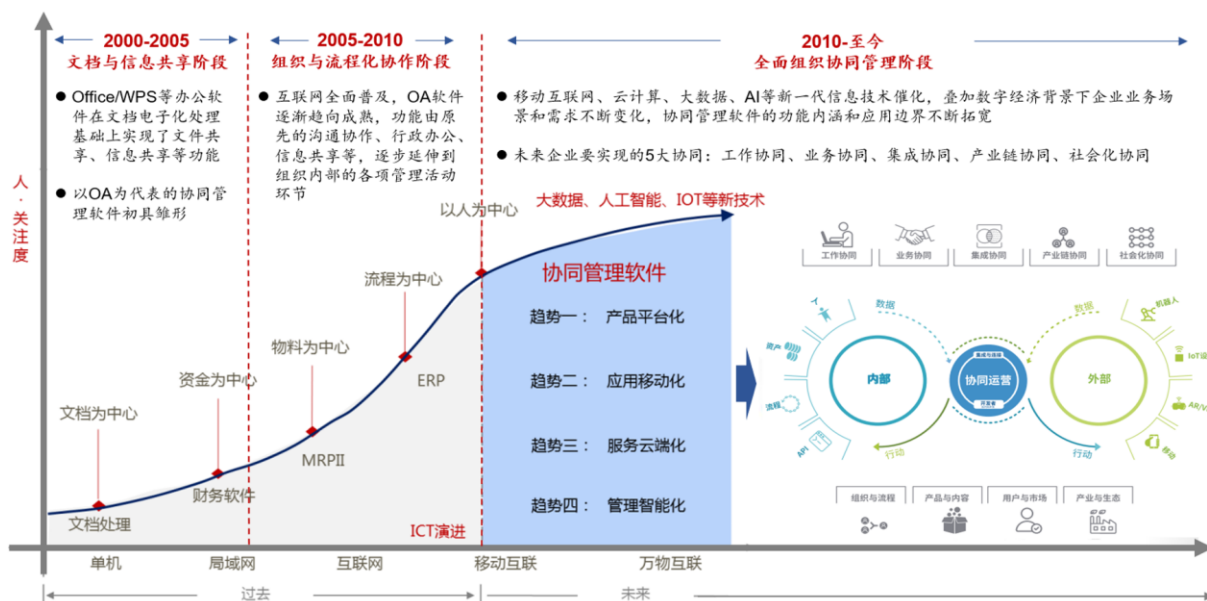 2000-2005
文档与信息共享阶段
Office/WPS等办公软
件在文档电子化处理
基础上实现了文件共
享、信息共享等功能
以OA为代表的协同管
理软件初具雏形
2005-2010
组织与流程化协作阶段
互联网全面普及，OA软件
逐渐趋向成熟，功能由原
先的沟通协作、行政办公、
信息共享等，逐步延伸到
组织内部的各项管理活动
环节
2010-至今
全面组织协同管理阶段
移动互联网、云计算、大数据、AI等新一代信息技术催化，叠加数字经济背景下企业业务场
景和需求不断变化，协同管理软件的功能内涵和应用边界不断拓宽
未来企业要实现的5大协同：工作协同、业务协同、集成协同、产业链协同、社会化协同
人·关注度
文档为中心
资金为中心
物料为中心
流程为中心
以人为中心
文档处理
财务软件
MRPII
ERP
ICT演进
大数据、人工智能、IOT等新技术
协同管理软件
趋势一： 产品平台化
趋势二： 应用移动化
趋势三： 服务云端化
趋势四： 管理智能化
工作协同
业务协同
集成协同
产业链协同
社会化协同
人
资产
流程
API
数据
内部
行动
集成与连接
协同运营
开发者
数据
外部
行动
机器人
IoT设
AR/V
移动
组织与流程
产品与内容
用户与市场
产业与生态
单机
局域网
互联网
移动互联
万物互联
过去
未来